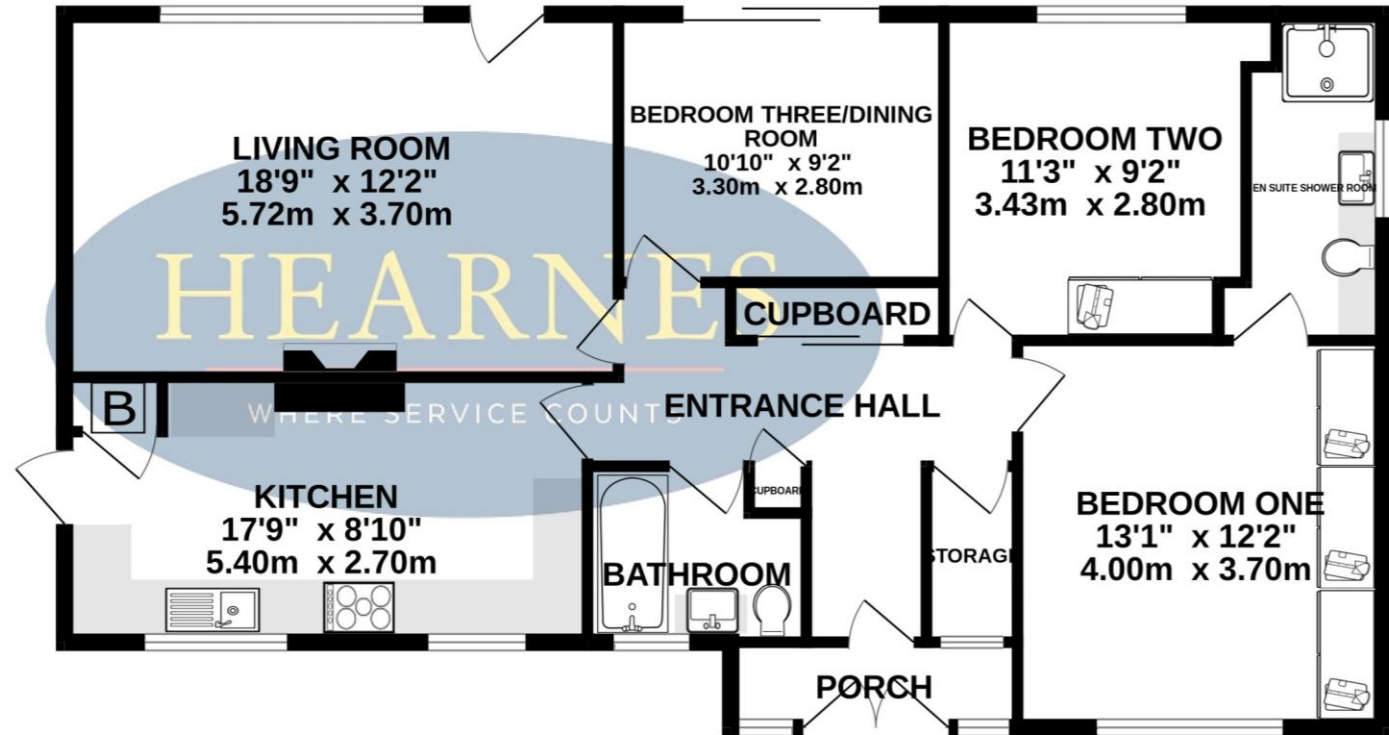 LIVING ROOM
18'9" x 12'2"
5.72m x 3.70m
BEDROOM THREE/DINING
ROOM
10'10" x 9'2"
3.30m x 2.80m
BEDROOM TWO
11'3" x 9'2"
3.43m x 2.80m
EN SUITE SHOWER ROOM
HEARNES
WHERE SERVICE COUNTS
CUPBOARD
B
ENTRANCE HALL
KITCHEN
17'9" x 8'10"
5.40m x 2.70m
CUPBOARD
BATHROOM
STORAGE
BEDROOM ONE
13'1" x 12'2"
4.00m x 3.70m
PORCH